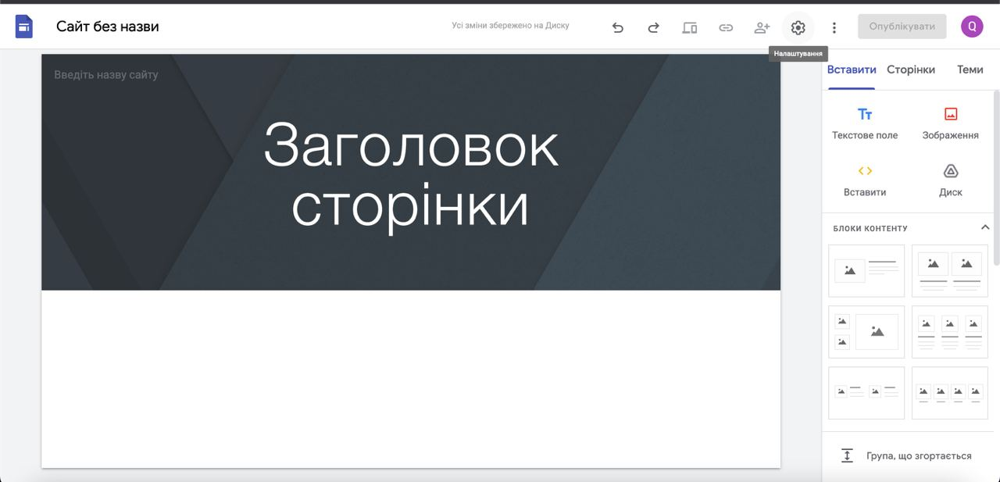 Сайт без назви
Усі зміни збережено на Диску
Опублікувати
Q
Налаштування
Введіть назву сайту
Заголовок
сторінки
Вставити
Сторінки
Теми
Текстове поле
Зображення
Вставити
Диск
БЛОКИ КОНТЕНТУ
Група, що згортається